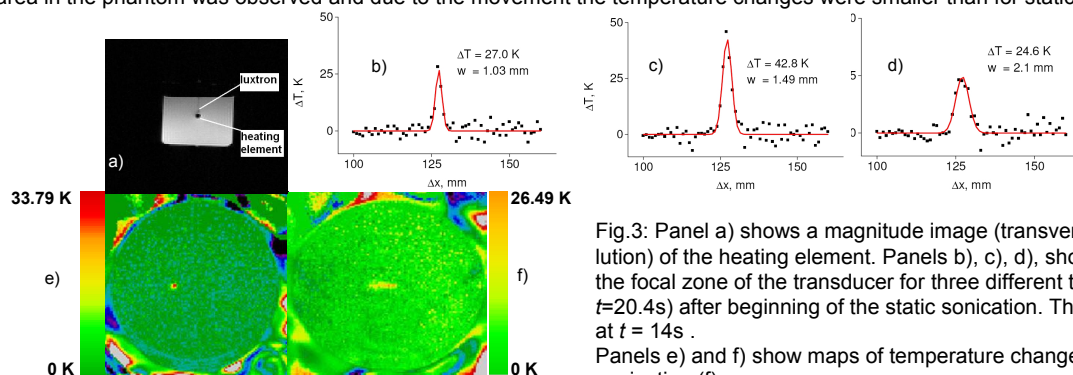 area in the phantom was observed and due to the movement the temperature changes were smaller than for static
luxtron
heating
element
a)
50
25
0
ΔT, K
b)
ΔT = 27.0 K
w = 1.03 mm
100
125
150
Δx, mm
50
25
0
ΔT, K
c)
ΔT = 42.8 K
w = 1.49 mm
100
125
150
Δx, mm
0
5
0
d)
ΔT = 24.6 K
w = 2.1 mm
100
125
150
Δx, mm
33.79 K
e)
0 K
26.49 K
f)
0 K
Fig.3: Panel a) shows a magnitude image (transver
lution) of the heating element. Panels b), c), d), sho
the focal zone of the transducer for three different t
t=20.4s) after beginning of the static sonication. Th
at t = 14s .
Panels e) and f) show maps of temperature change